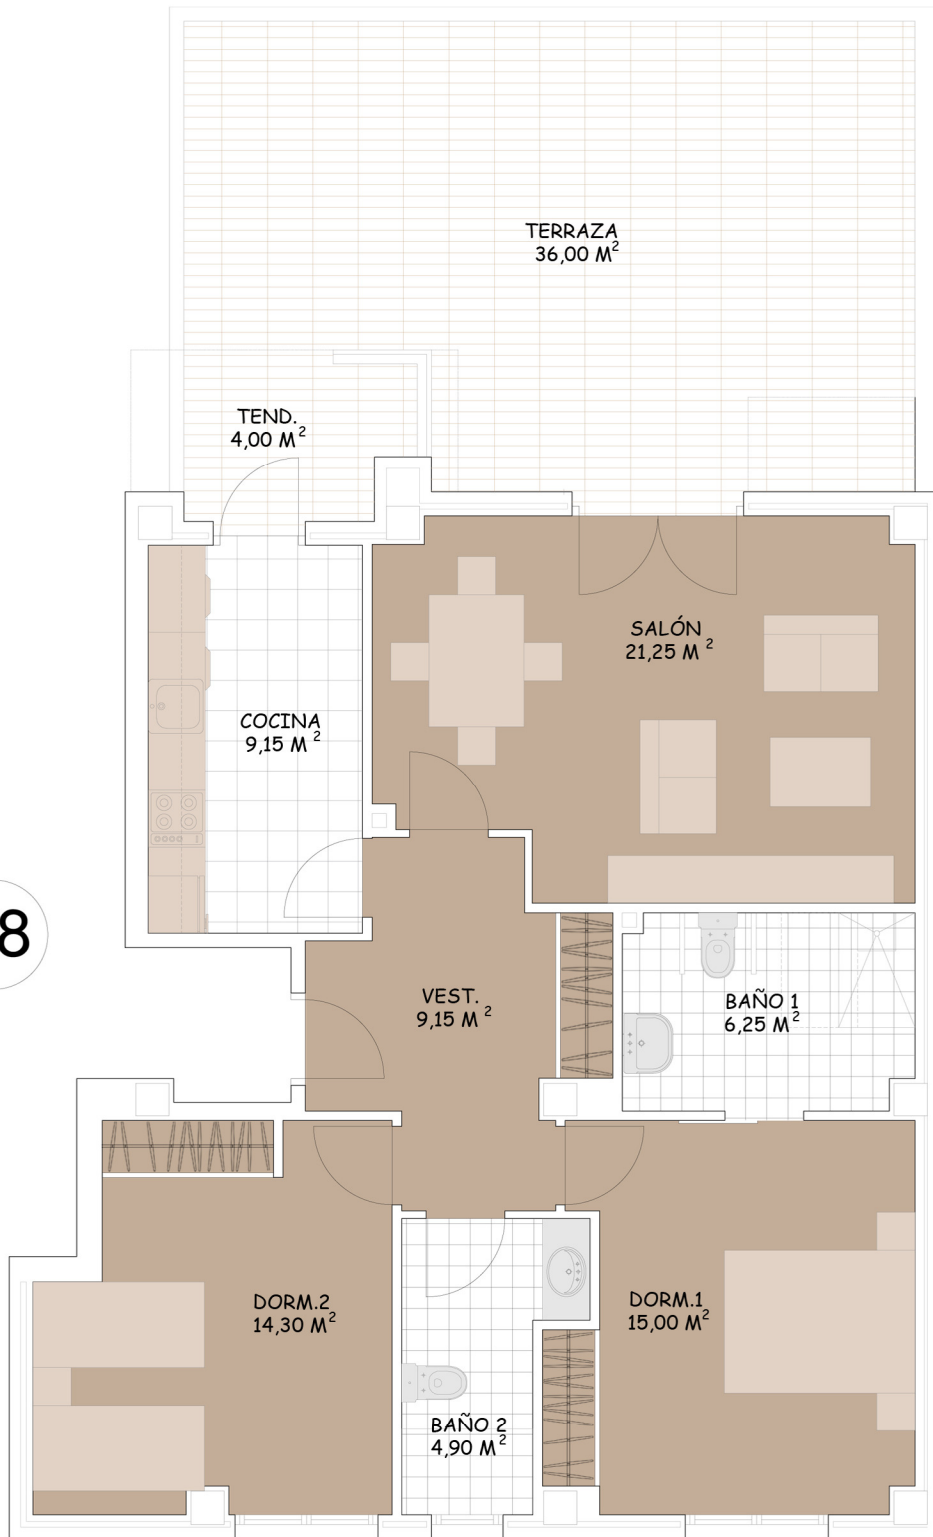 TERRAZA
36,00 M²
TEND.
4,00 M²
SALÓN
21,25 M²
COCINA
9,15 M²
8
VEST.
9,15 M²
BAÑO 1
6,25 M²
DORM.2
14,30 M²
DORM.1
15,00 M²
BAÑO 2
4,90 M²